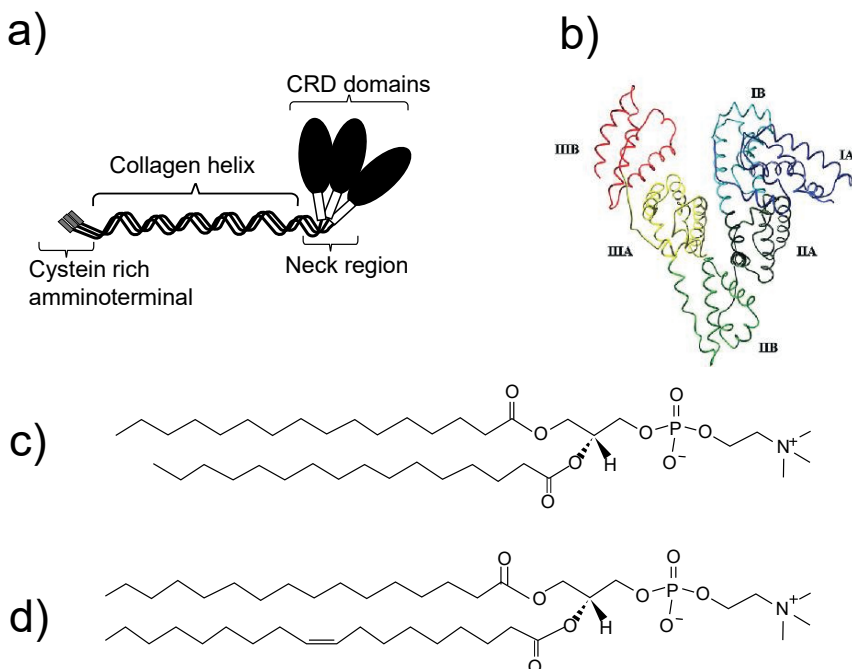 a)
CRD domains
Collagen helix
Cystein rich
amminoterminal
Neck region
b)
IB
IA
IIIB
IIIA
IIA
IIB
c)
O
O
O
P
O
O
O
O−
N+
H
O
d)
O
O
O
P
O
O
O
O−
N+
H
O